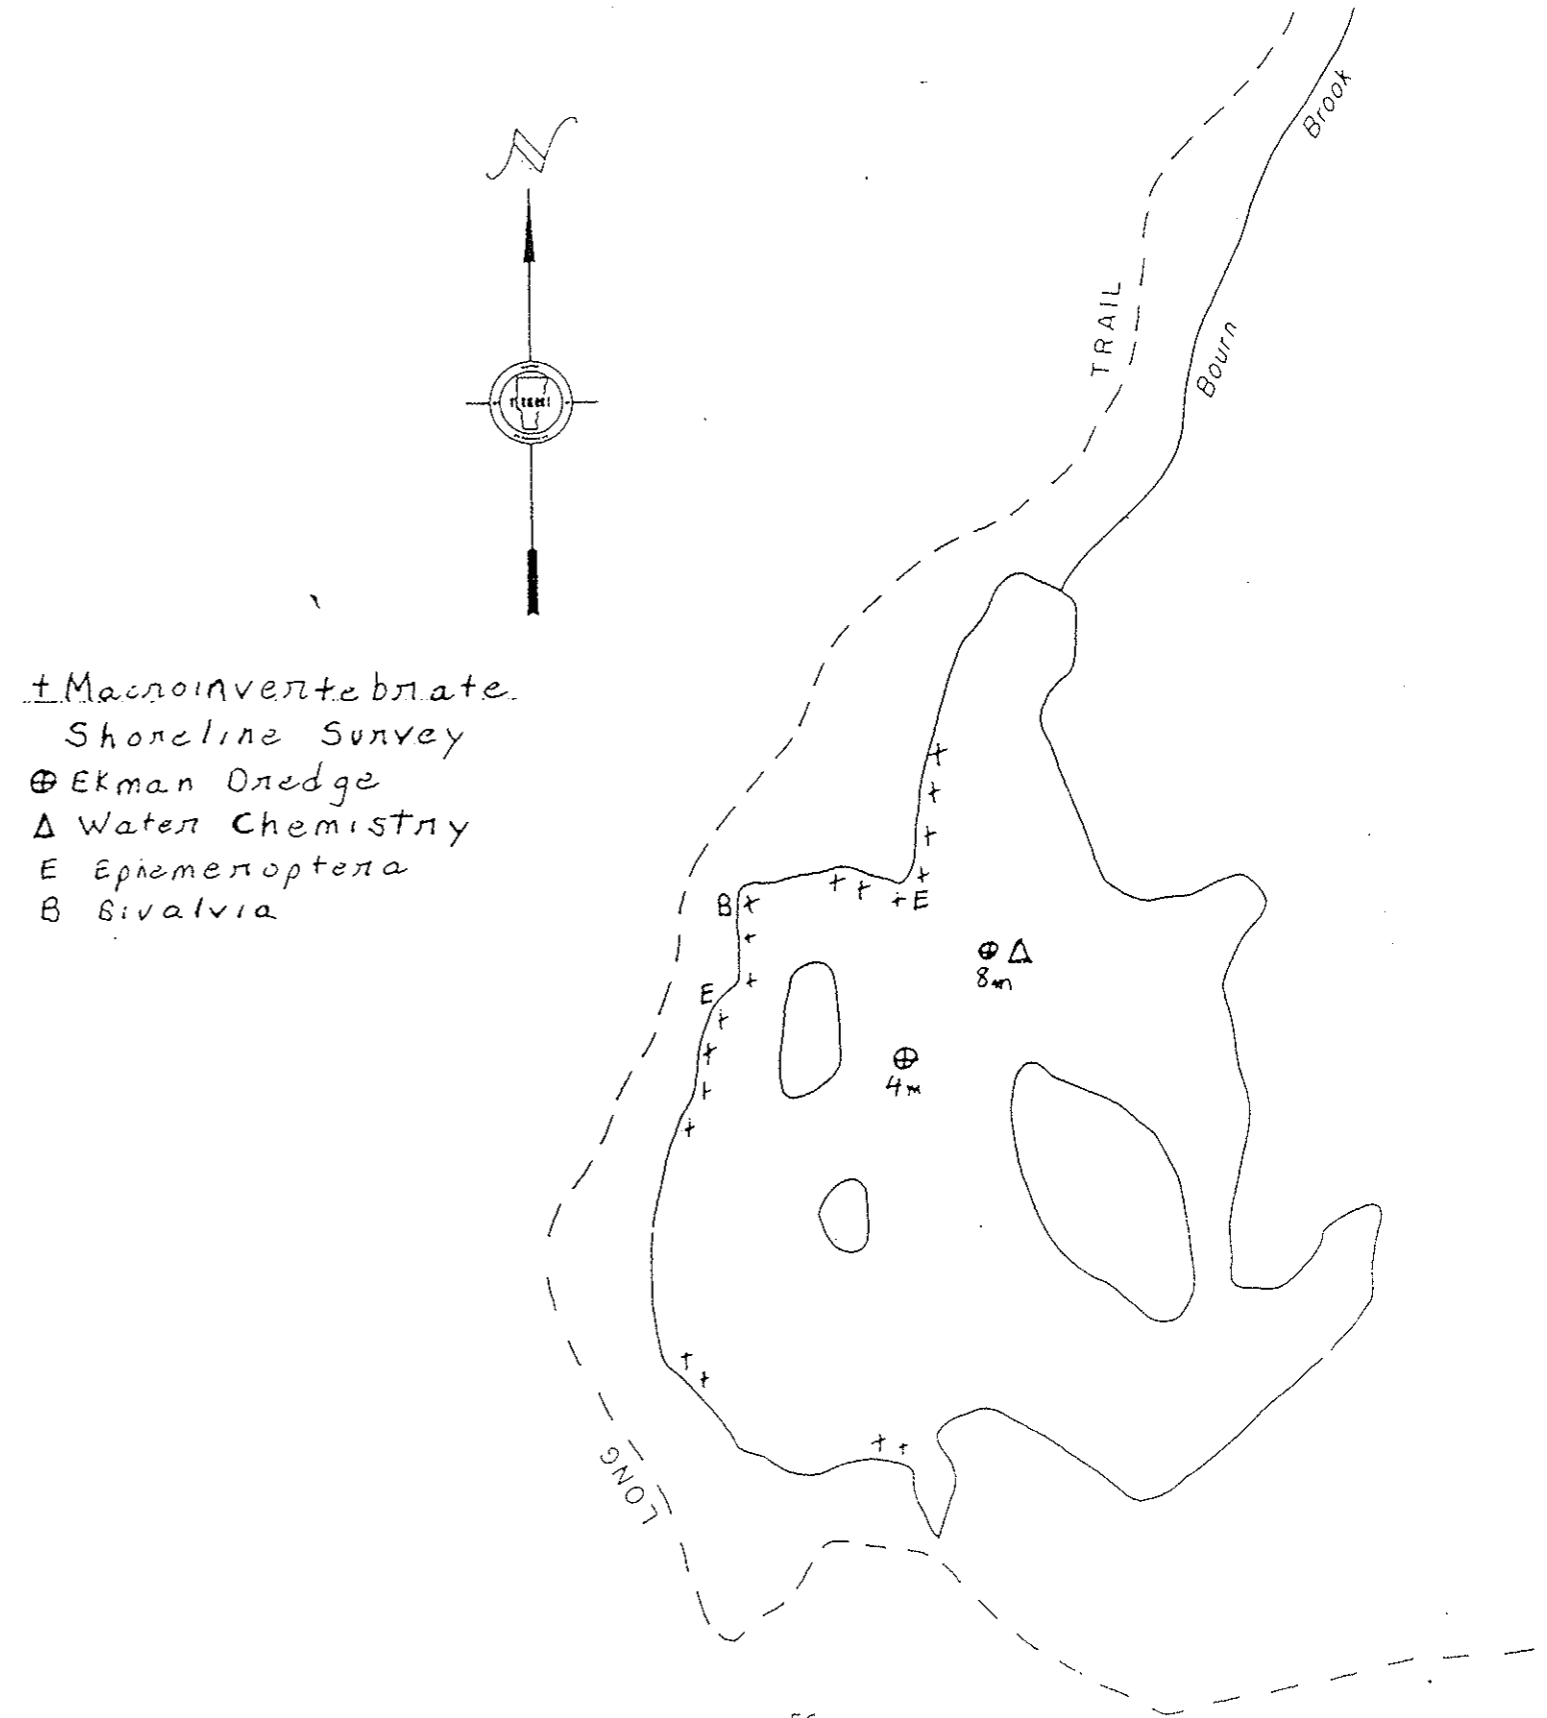 N
Brook
Bourn
TRAIL
+ Macroinvertebrate
Shoreline Survey
⊕ Ekman Dredge
Δ Water Chemistry
E Ephemeroptera
B Bivalvia
B
E
E
⊕ Δ
8m
⊕
4m
LONG